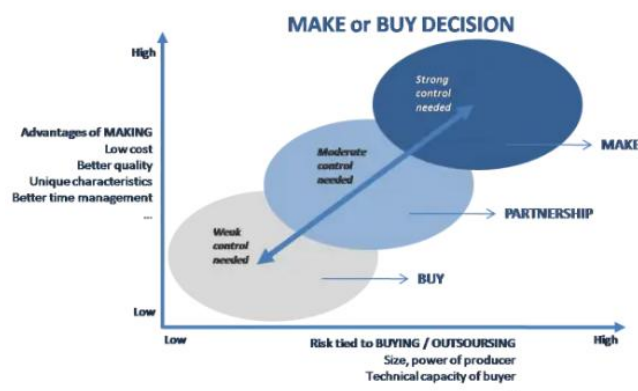 MAKE or BUY DECISION
High
Strong
control
needed
Advantages of MAKING
Low cost
Better quality
Unique characteristics
Better time management
...
MAKE
Moderate
control
needed
PARTNERSHIP
Weak
control
needed
BUY
Low
Low
Risk tied to BUYING / OUTSOURSING
High
Size, power of producer
Technical capacity of buyer